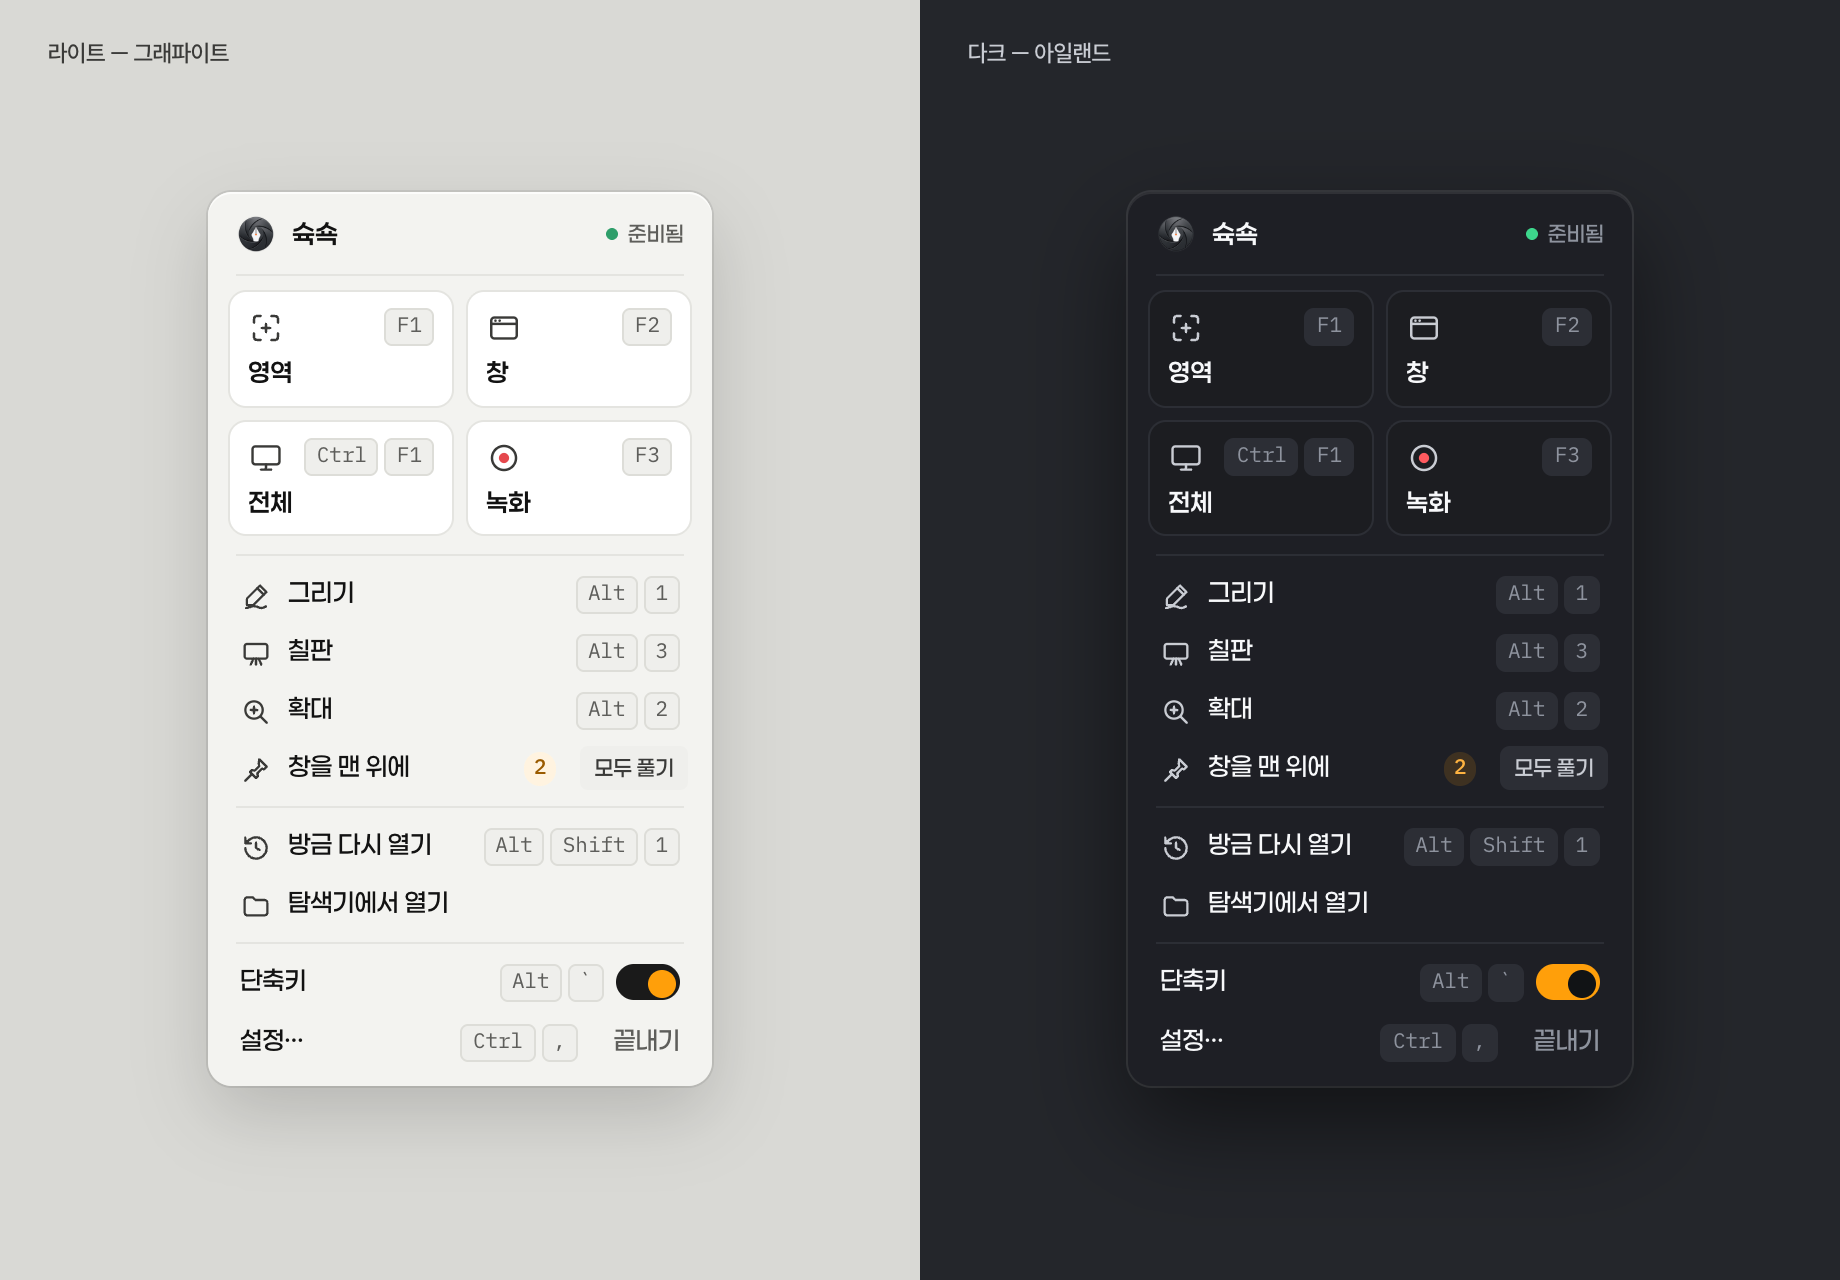 라이트 — 그래파이트
슉쇽
준비됨
F1
영역
F2
창
Ctrl F1
전체
F3
녹화
그리기 Alt 1
칠판 Alt 3
확대 Alt 2
창을 맨 위에 2 모두 풀기
방금 다시 열기 Alt Shift 1
탐색기에서 열기
단축키 Alt `
설정··· Ctrl , 끝내기
다크 — 아일랜드
슉쇽
준비됨
F1
영역
F2
창
Ctrl F1
전체
F3
녹화
그리기 Alt 1
칠판 Alt 3
확대 Alt 2
창을 맨 위에 2 모두 풀기
방금 다시 열기 Alt Shift 1
탐색기에서 열기
단축키 Alt `
설정··· Ctrl , 끝내기